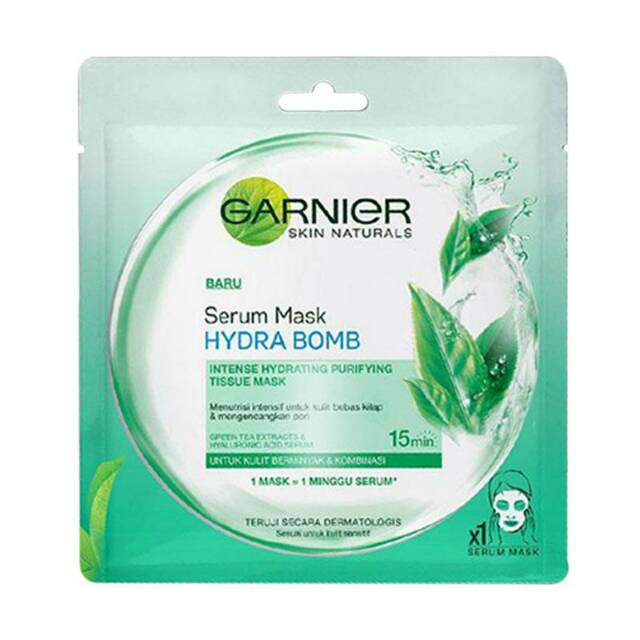 GARNIER
SKIN NATURALS
BARU
Serum Mask
HYDRA BOMB
INTENSE HYDRATING PURIFYING
TISSUE MASK
Menutrisi intensif untuk kulit bebas kilap
& mengencangkan pori
GREEN TEA EXTRACTS &
HYALURONIC ACID SERUM
15min
UNTUK KULIT BERMINYAK & KOMBINASI
1 MASK = 1 MINGGU SERUM*
TERUJI SECARA DERMATOLOGIS
Sesuai untuk kulit sensitif
x1
SERUM MASK